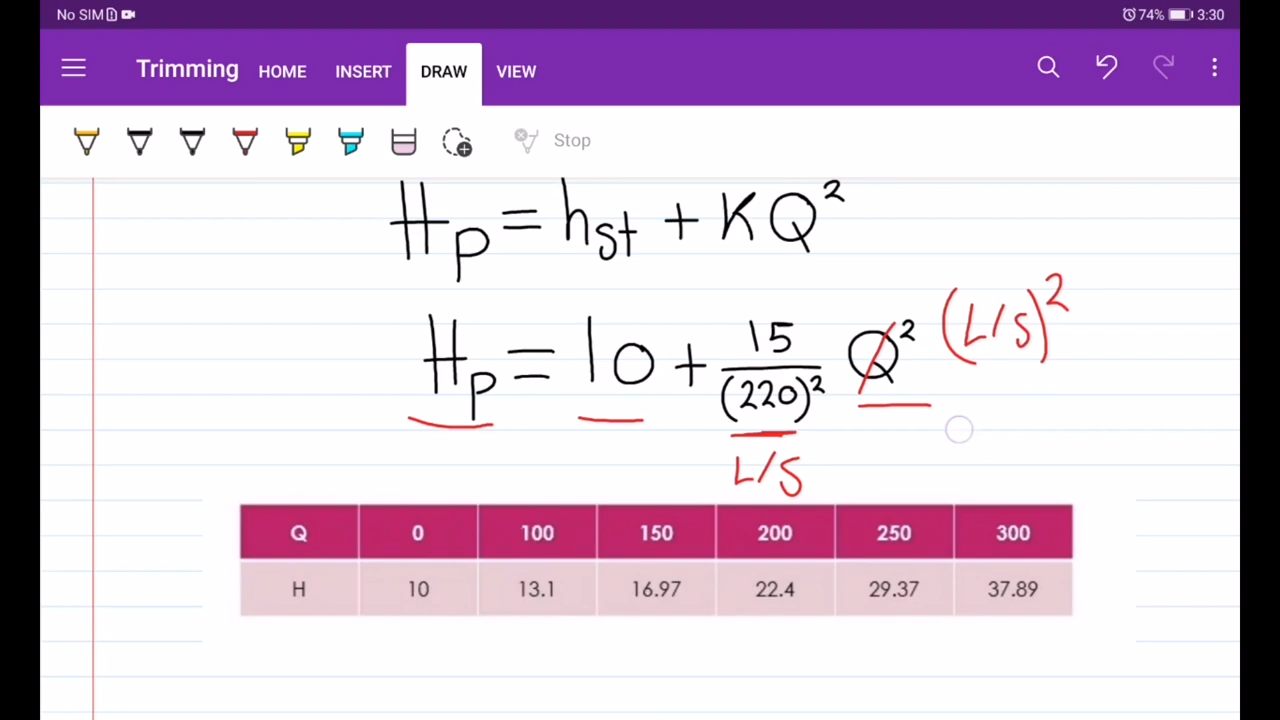 No SIM 74% 3:30
Trimming HOME INSERT DRAW VIEW
Stop
Hp = hst + KQ²
Hp = 10 + 15/(220)² Q² (L/S)²
L/S
Q 0 100 150 200 250 300
H 10 13.1 16.97 22.4 29.37 37.89